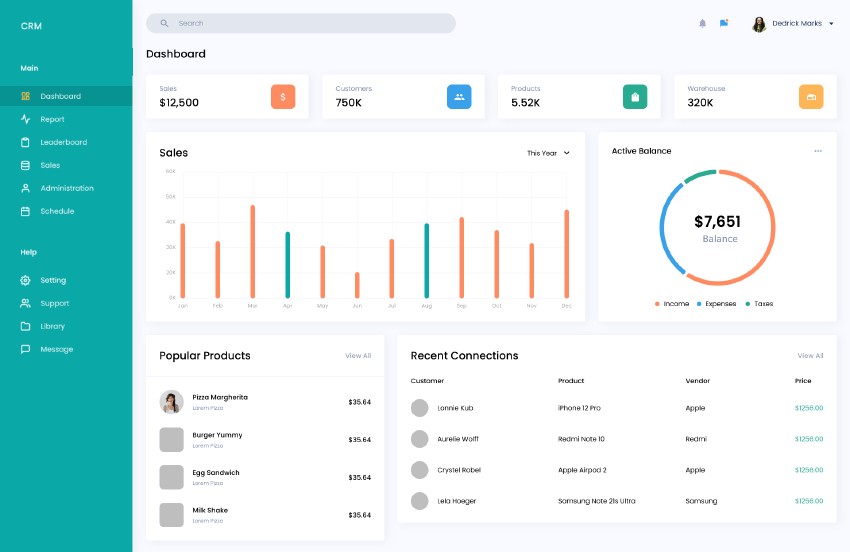 CRM
Main
Dashboard
Report
Leaderboard
Sales
Administration
Schedule
Help
Setting
Support
Library
Message
Search
Dedrick Marks
Dashboard
Sales
$12,500
Customers
750K
Products
5.52K
Warehouse
320K
Sales
This Year
60K
50K
40K
30K
20K
0K
Jan Feb Mar Apr May Jun Jul Aug Sep Oct Nov Dec
Active Balance
$7,651
Balance
Income Expenses Taxes
Popular Products View All
Pizza Margherita
Lorem Pizza
$35.64
Burger Yummy
Lorem Pizza
$35.64
Egg Sandwich
Lorem Pizza
$35.64
Milk Shake
Lorem Pizza
$35.64
Recent Connections View All
Customer Product Vendor Price
Lonnie Kub iPhone 12 Pro Apple $1256.00
Aurelie Wolff Redmi Note 10 Redmi $1256.00
Crystel Robel Apple Airpod 2 Apple $1256.00
Lela Hoeger Samsung Note 21s Ultra Samsung $1256.00